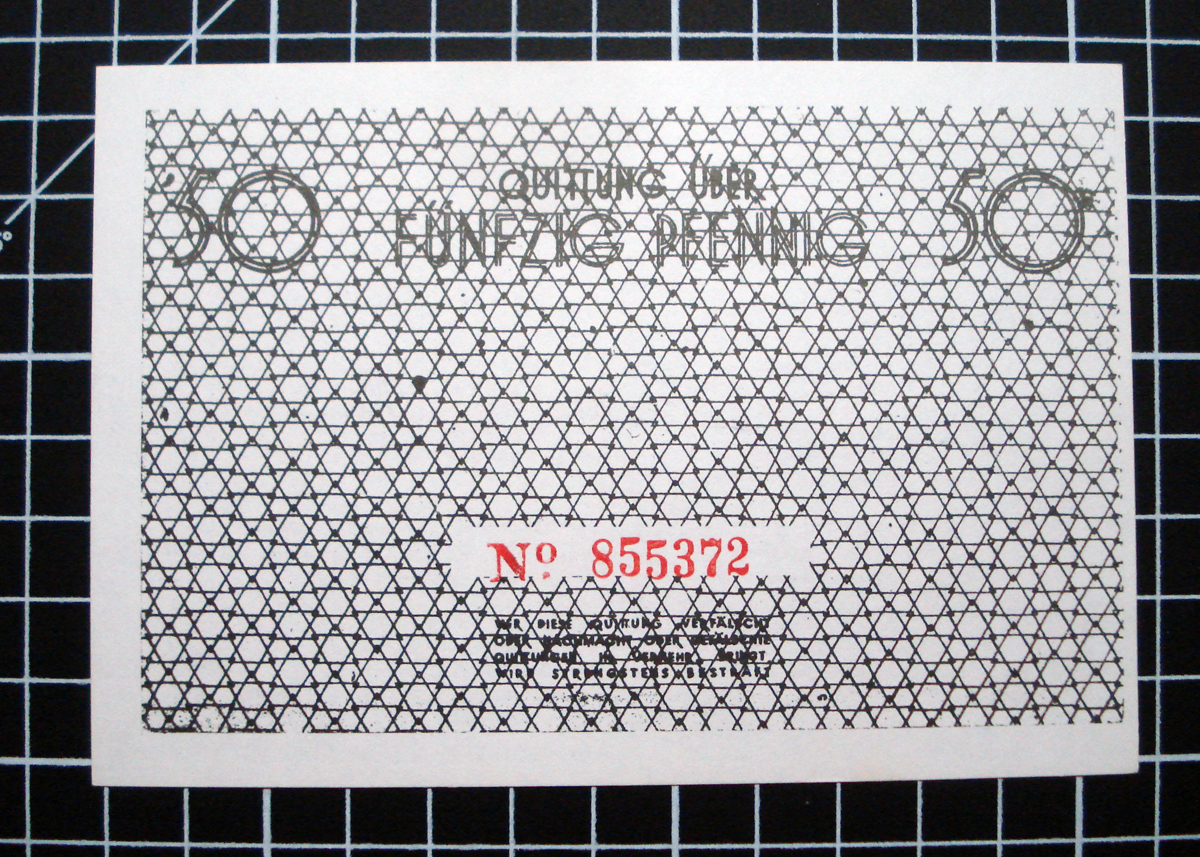 50 QUITTUNG ÜBER 50
FÜNFZIG PFENNIG
Nº 855372
WER DIESE QUITTUNG VERFÄLSCHT
ODER NACHMACHT ODER GEFÄLSCHTE
QUITTUNGEN IN VERKEHR BRINGT,
WIRD STRENGSTENS BESTRAFT